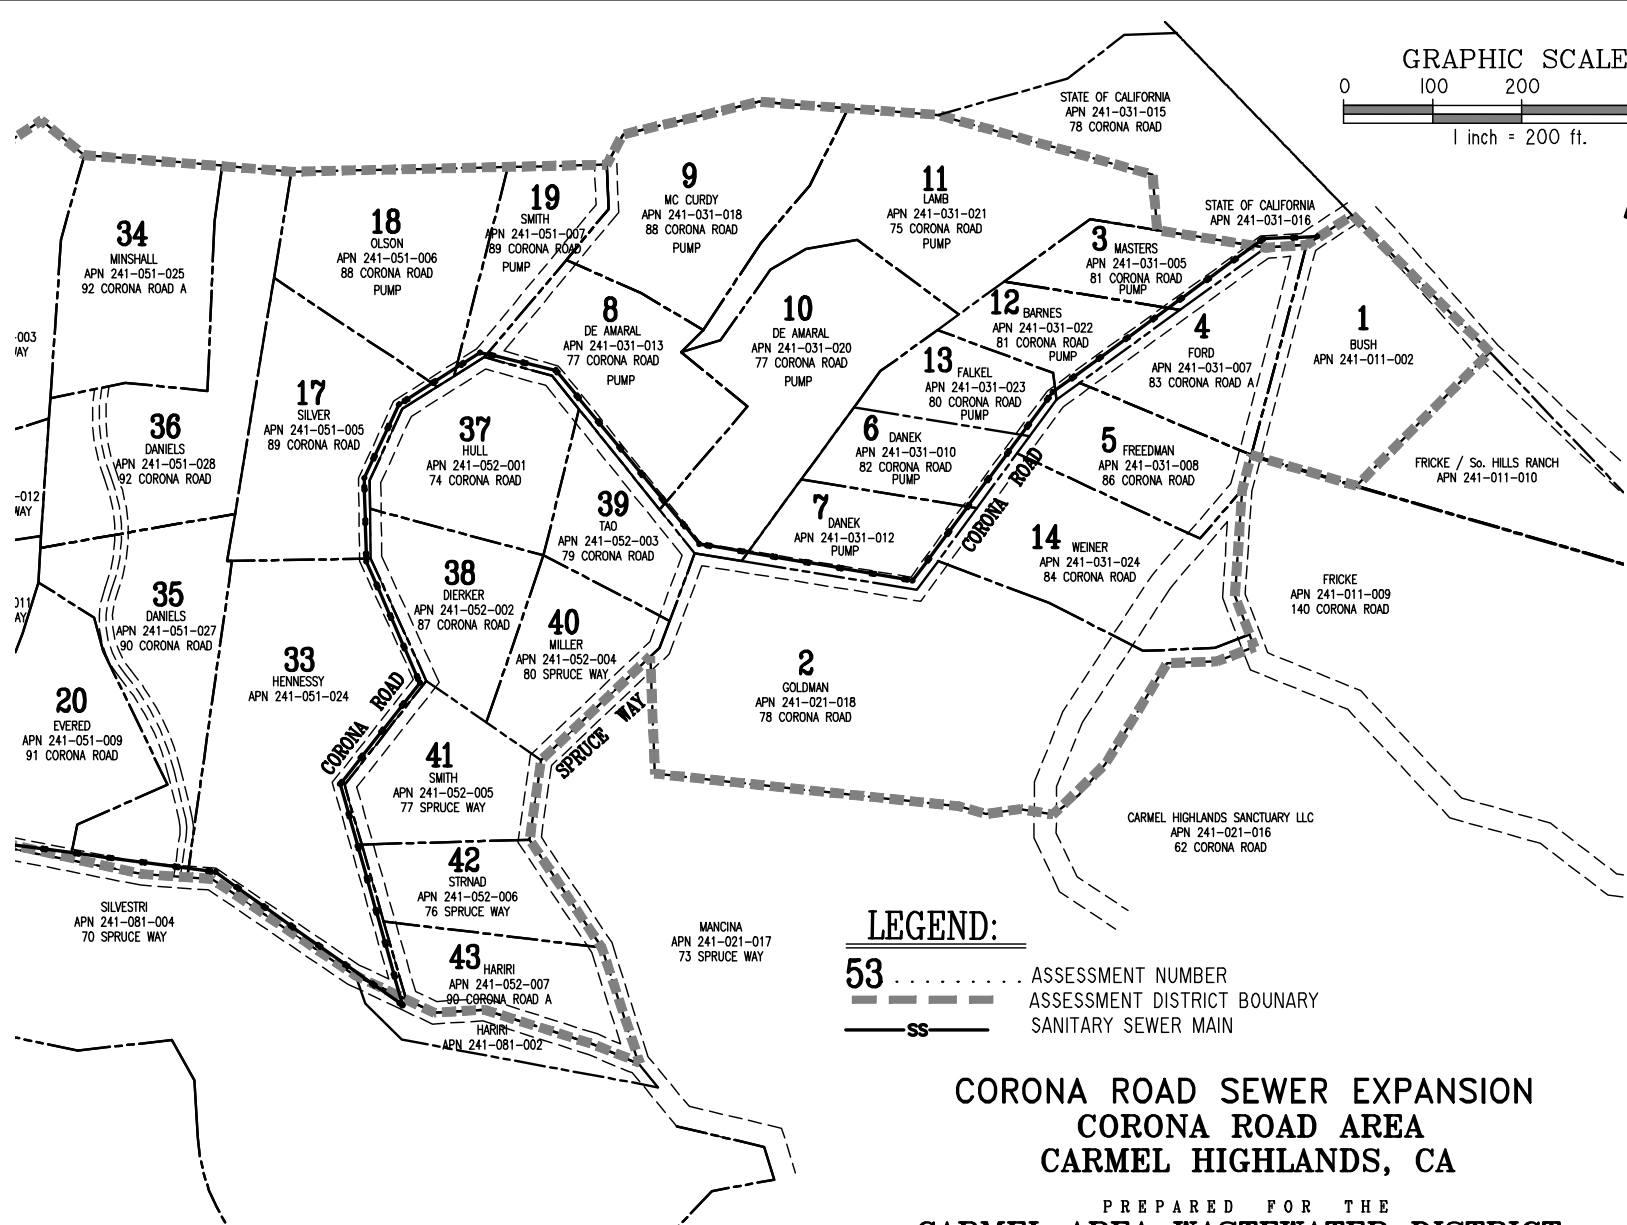 GRAPHIC SCALE
0 100 200
1 inch = 200 ft.
STATE OF CALIFORNIA
APN 241-031-015
78 CORONA ROAD
STATE OF CALIFORNIA
APN 241-031-016
34
MINSHALL
APN 241-051-025
92 CORONA ROAD A
18
OLSON
APN 241-051-006
88 CORONA ROAD
PUMP
19
SMITH
APN 241-051-007
89 CORONA ROAD
PUMP
9
MC CURDY
APN 241-031-018
88 CORONA ROAD
PUMP
11
LAMB
APN 241-031-021
75 CORONA ROAD
PUMP
3 MASTERS
APN 241-031-005
81 CORONA ROAD
PUMP
8
DE AMARAL
APN 241-031-013
77 CORONA ROAD
PUMP
10
DE AMARAL
APN 241-031-020
77 CORONA ROAD
PUMP
12 BARNES
APN 241-031-022
81 CORONA ROAD
PUMP
4
FORD
APN 241-031-007
83 CORONA ROAD A
1
BUSH
APN 241-011-002
-003
WAY
13 FALKEL
APN 241-031-023
80 CORONA ROAD
PUMP
17
SILVER
APN 241-051-005
89 CORONA ROAD
36
DANIELS
APN 241-051-028
92 CORONA ROAD
37
HULL
APN 241-052-001
74 CORONA ROAD
6 DANEK
APN 241-031-010
82 CORONA ROAD
PUMP
5 FREEDMAN
APN 241-031-008
86 CORONA ROAD
FRICKE / So. HILLS RANCH
APN 241-011-010
-012
WAY
39
TAO
APN 241-052-003
79 CORONA ROAD
7
DANEK
APN 241-031-012
PUMP
CORONA ROAD
14 WEINER
APN 241-031-024
84 CORONA ROAD
FRICKE
APN 241-011-009
140 CORONA ROAD
011
AY
35
DANIELS
APN 241-051-027
90 CORONA ROAD
38
DIERKER
APN 241-052-002
87 CORONA ROAD
40
MILLER
APN 241-052-004
80 SPRUCE WAY
33
HENNESSY
APN 241-051-024
2
GOLDMAN
APN 241-021-018
78 CORONA ROAD
20
EVERED
APN 241-051-009
91 CORONA ROAD
CORONA ROAD
SPRUCE WAY
41
SMITH
APN 241-052-005
77 SPRUCE WAY
CARMEL HIGHLANDS SANCTUARY LLC
APN 241-021-016
62 CORONA ROAD
42
STRNAD
APN 241-052-006
76 SPRUCE WAY
SILVESTRI
APN 241-081-004
70 SPRUCE WAY
MANCINA
APN 241-021-017
73 SPRUCE WAY
43 HARIRI
APN 241-052-007
90 CORONA ROAD A
HARIRI
APN 241-081-002
LEGEND:
53 . . . . . . . . . . ASSESSMENT NUMBER
ASSESSMENT DISTRICT BOUNARY
SS SANITARY SEWER MAIN
CORONA ROAD SEWER EXPANSION
CORONA ROAD AREA
CARMEL HIGHLANDS, CA
PREPARED FOR THE
CARMEL AREA WASTEWATER DISTRICT